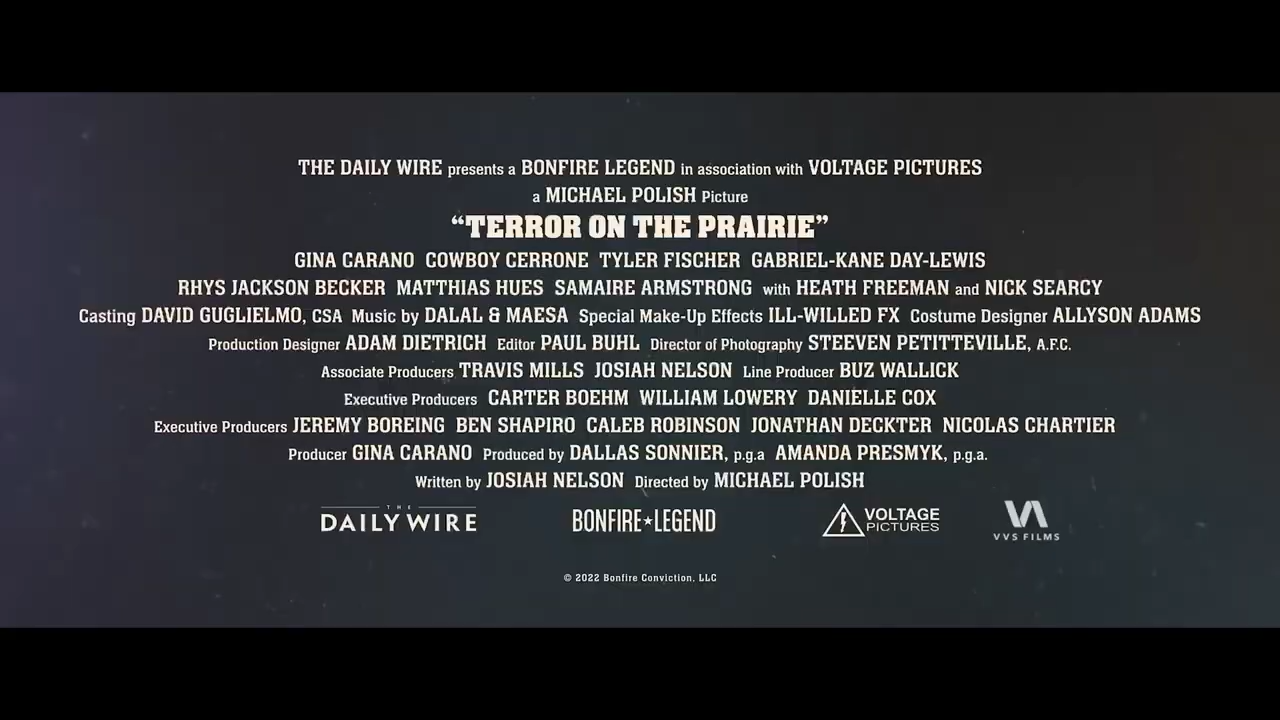 THE DAILY WIRE presents a BONFIRE LEGEND in association with VOLTAGE PICTURES
a MICHAEL POLISH Picture
“TERROR ON THE PRAIRIE”
GINA CARANO COWBOY CERRONE TYLER FISCHER GABRIEL-KANE DAY-LEWIS
RHYS JACKSON BECKER MATTHIAS HUES SAMAIRE ARMSTRONG with HEATH FREEMAN and NICK SEARCY
Casting DAVID GUGLIELMO, CSA Music by DALAL & MAESA Special Make-Up Effects ILL-WILLED FX Costume Designer ALLYSON ADAMS
Production Designer ADAM DIETRICH Editor PAUL BUHL Director of Photography STEEVEN PETITTEVILLE, A.F.C.
Associate Producers TRAVIS MILLS JOSIAH NELSON Line Producer BUZ WALLICK
Executive Producers CARTER BOEHM WILLIAM LOWERY DANIELLE COX
Executive Producers JEREMY BOREING BEN SHAPIRO CALEB ROBINSON JONATHAN DECKTER NICOLAS CHARTIER
Producer GINA CARANO Produced by DALLAS SONNIER, p.g.a AMANDA PRESMYK, p.g.a.
Written by JOSIAH NELSON Directed by MICHAEL POLISH
THE
DAILY WIRE
BONFIRE★LEGEND
VOLTAGE
PICTURES
VVS FILMS
© 2022 Bonfire Conviction, LLC